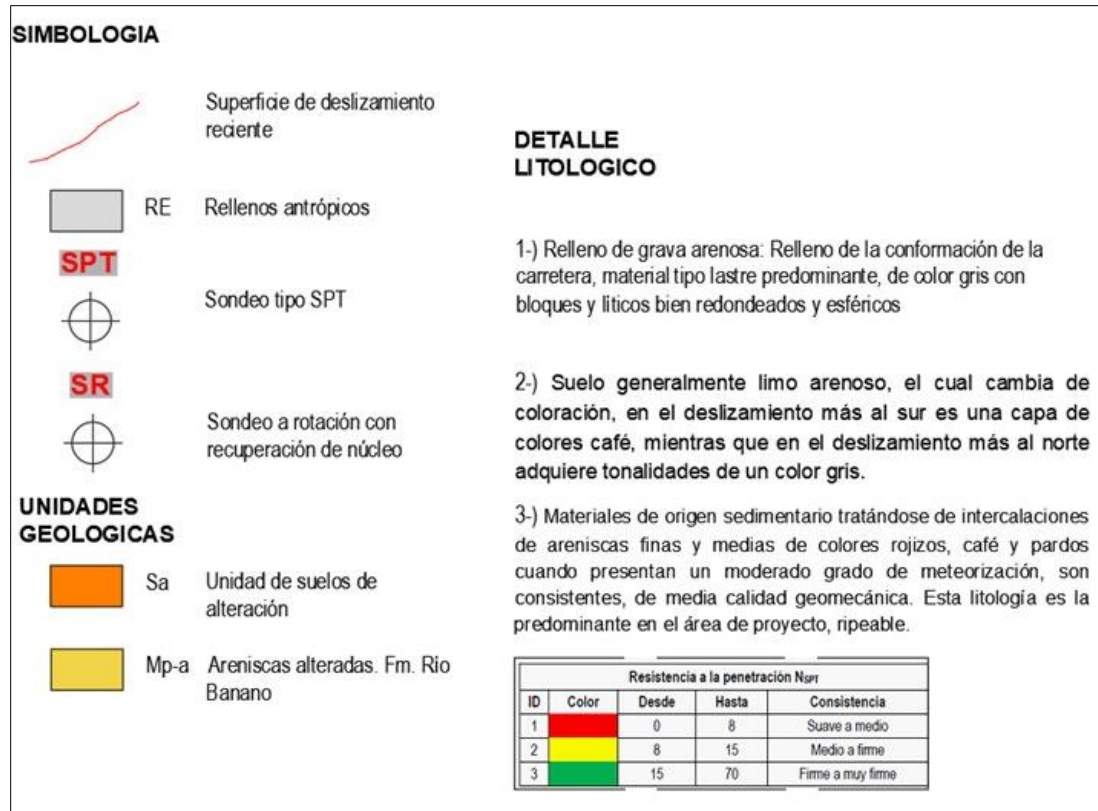 SIMBOLOGIA
Superficie de deslizamiento
reciente
RE Rellenos antrópicos
SPT
Sondeo tipo SPT
SR
Sondeo a rotación con
recuperación de núcleo
UNIDADES
GEOLOGICAS
Sa Unidad de suelos de
alteración
Mp-a Areniscas alteradas. Fm. Río
Banano
DETALLE
LITOLOGICO
1-) Relleno de grava arenosa: Relleno de la conformación de la
carretera, material tipo lastre predominante, de color gris con
bloques y líticos bien redondeados y esféricos
2-) Suelo generalmente limo arenoso, el cual cambia de
coloración, en el deslizamiento más al sur es una capa de
colores café, mientras que en el deslizamiento más al norte
adquiere tonalidades de un color gris.
3-) Materiales de origen sedimentario tratándose de intercalaciones
de areniscas finas y medias de colores rojizos, café y pardos
cuando presentan un moderado grado de meteorización, son
consistentes, de media calidad geomecánica. Esta litología es la
predominante en el área de proyecto, ripeable.
Resistencia a la penetración NSPT
ID Color Desde Hasta Consistencia
1 0 8 Suave a medio
2 8 15 Medio a firme
3 15 70 Firme a muy firme